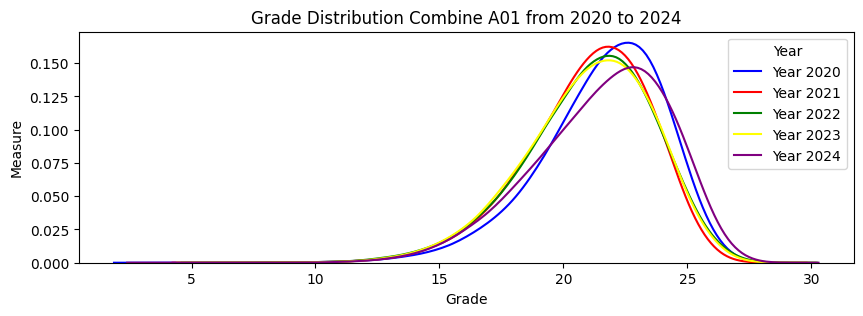 Grade Distribution Combine A01 from 2020 to 2024
Measure
0.150
0.125
0.100
0.075
0.050
0.025
0.000
5
10
15
20
25
30
Grade
Year
Year 2020
Year 2021
Year 2022
Year 2023
Year 2024